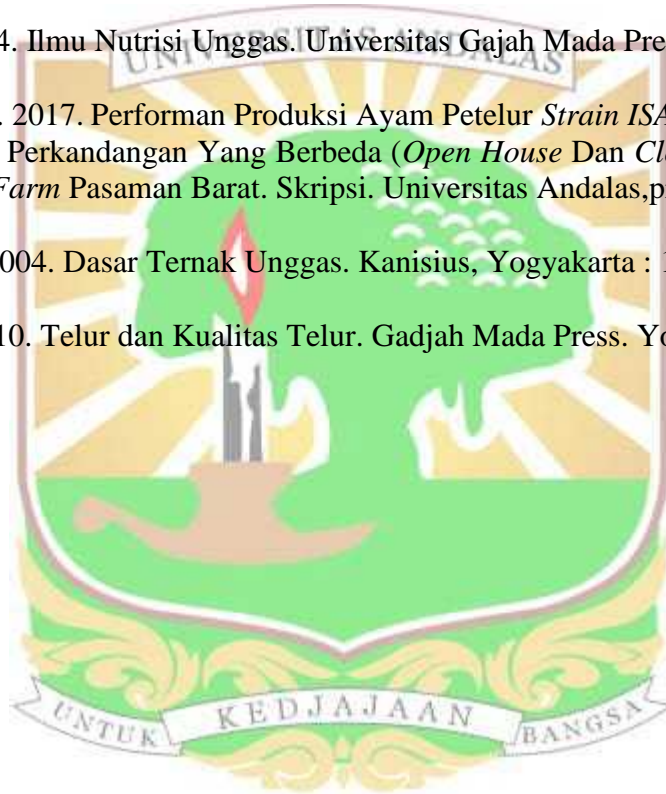 4. Ilmu Nutrisi Unggas. Universitas Gajah Mada Pre
UNIVERSITAS ANDALAS
. 2017. Performan Produksi Ayam Petelur Strain ISA
Perkandangan Yang Berbeda (Open House Dan Cl
Farm Pasaman Barat. Skripsi. Universitas Andalas,p
004. Dasar Ternak Unggas. Kanisius, Yogyakarta :
10. Telur dan Kualitas Telur. Gadjah Mada Press. Yo
UNTUK KEDJAJAAN BANGSA